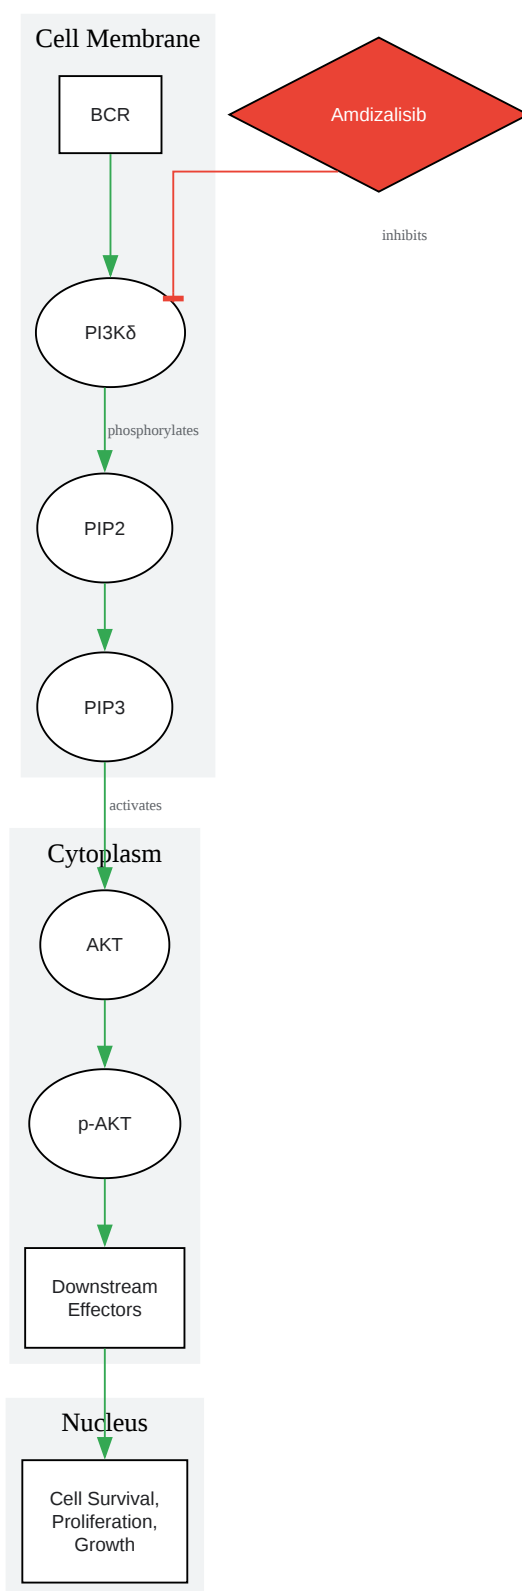 Cell Membrane
BCR
Amdizalisib
inhibits
PI3Kδ
phosphorylates
PIP2
PIP3
activates
Cytoplasm
AKT
p-AKT
Downstream
Effectors
Nucleus
Cell Survival,
Proliferation,
Growth